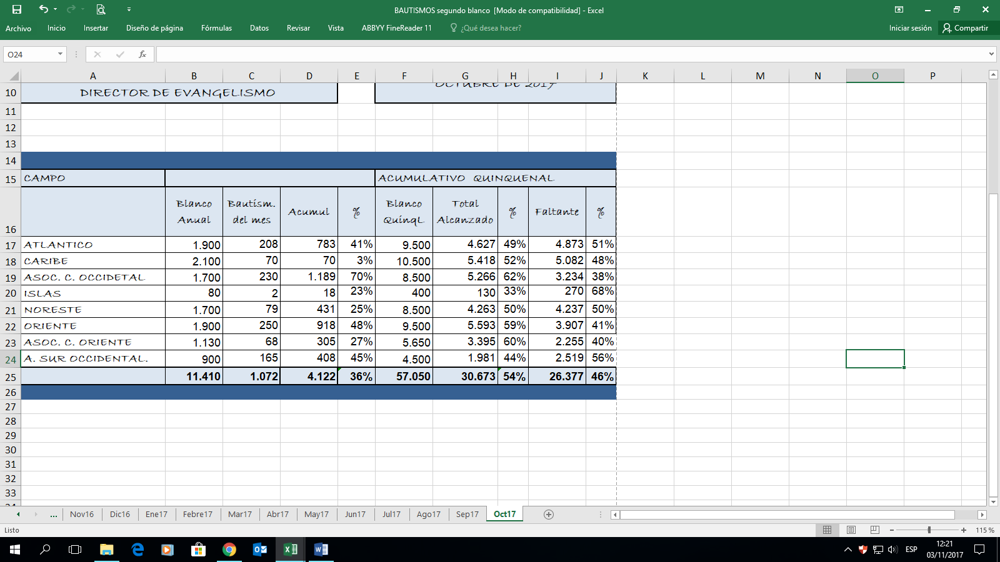 BAUTISMOS segundo blanco  [Modo de compatibilidad] - Excel
Archivo Inicio Insertar Diseño de página Fórmulas Datos Revisar Vista ABBYY FineReader 11 ¿Qué desea hacer? Iniciar sesión Compartir
O24 fx
A B C D E F G H I J K L M N O P
OCTUBRE DE 2017
10 DIRECTOR DE EVANGELISMO
11
12
13
14
15 CAMPO ACUMULATIVO QUINQUENAL
Blanco Bautism. Blanco Total
Acumul % % Faltante %
Anual del mes QuinqL Alcanzado
16
17 ATLANTICO 1.900 208 783 41% 9.500 4.627 49% 4.873 51%
18 CARIBE 2.100 70 70 3% 10.500 5.418 52% 5.082 48%
19 ASOC. C. OCCIDETAL 1.700 230 1.189 70% 8.500 5.266 62% 3.234 38%
20 ISLAS 80 2 18 23% 400 130 33% 270 68%
21 NORESTE 1.700 79 431 25% 8.500 4.263 50% 4.237 50%
22 ORIENTE 1.900 250 918 48% 9.500 5.593 59% 3.907 41%
23 ASOC. C. ORIENTE 1.130 68 305 27% 5.650 3.395 60% 2.255 40%
24 A. SUR OCCIDENTAL. 900 165 408 45% 4.500 1.981 44% 2.519 56%
25 11.410 1.072 4.122 36% 57.050 30.673 54% 26.377 46%
26
27
28
29
30
31
32
33
... Nov16 Dic16 Ene17 Febre17 Mar17 Abr17 May17 Jun17 Jul17 Ago17 Sep17 Oct17
Listo 115 %
ESP 12:21
03/11/2017